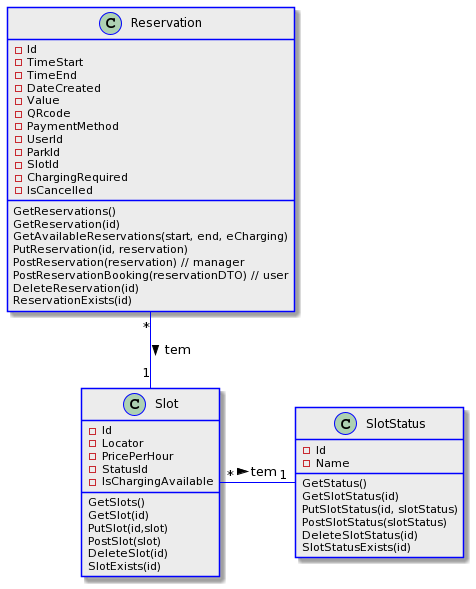 C Reservation
Id
TimeStart
TimeEnd
DateCreated
Value
QRcode
PaymentMethod
UserId
ParkId
SlotId
ChargingRequired
IsCancelled
GetReservations()
GetReservation(id)
GetAvailableReservations(start, end, eCharging)
PutReservation(id, reservation)
PostReservation(reservation) // manager
PostReservationBooking(reservationDTO) // user
DeleteReservation(id)
ReservationExists(id)
*
tem
1
C Slot
Id
Locator
PricePerHour
StatusId
IsChargingAvailable
GetSlots()
GetSlot(id)
PutSlot(id,slot)
PostSlot(slot)
DeleteSlot(id)
SlotExists(id)
* tem 1
C SlotStatus
Id
Name
GetStatus()
GetSlotStatus(id)
PutSlotStatus(id, slotStatus)
PostSlotStatus(slotStatus)
DeleteSlotStatus(id)
SlotStatusExists(id)